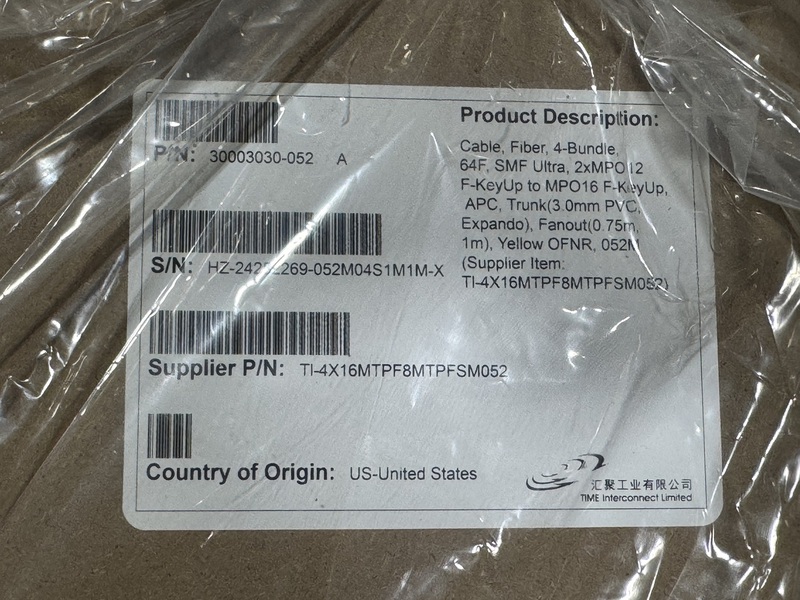 P/N: 30003030-052 A
S/N:
Supplier P/N: TI-4X16MTPF8MTPFSM052
Country of Origin: US-United States
Product Description:
Cable, Fiber, 4-Bundle,
64F, SMF Ultra, 2xMPO12
F-KeyUp to MPO16 F-KeyUp,
APC, Trunk(3.0mm PVC,
Expando), Fanout(0.75m,
1m), Yellow OFNR, 052M
(Supplier Item:
TI-4X16MTPF8MTPFSM052)
汇聚工业有限公司
TIME Interconnect Limited